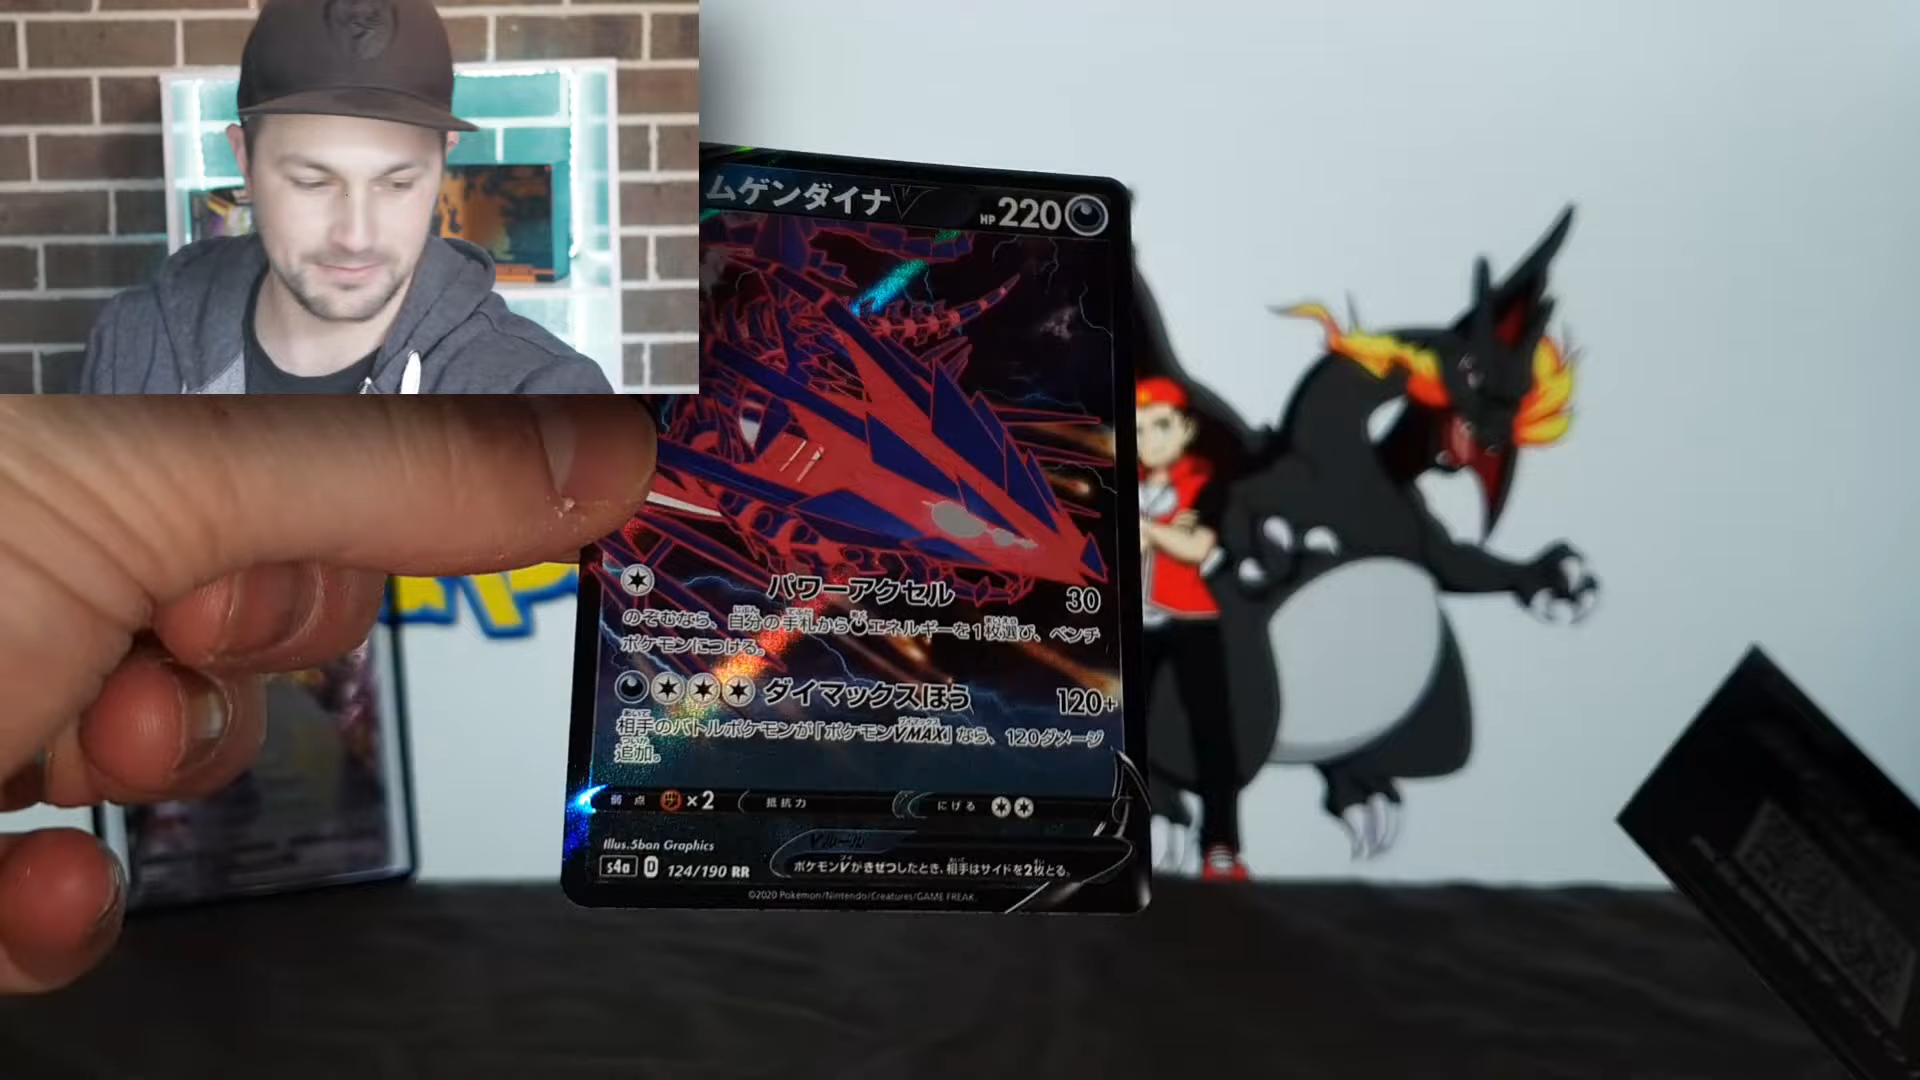 ムゲンダイナV
HP 220
パワーアクセル 30
のぞむなら、自分の手札からエネルギーを1枚選び、ベンチ
ポケモンにつける。
ダイマックスほう 120+
相手のバトルポケモンが「ポケモンVMAX」なら、120ダメージ
追加。
弱点 ×2 抵抗力 にげる
Illus. 5ban Graphics
Vルール
s4a D 124/190 RR
ポケモンVがきぜつしたとき、相手はサイドを2枚とる。
©2020 Pokémon/Nintendo/Creatures/GAME FREAK.